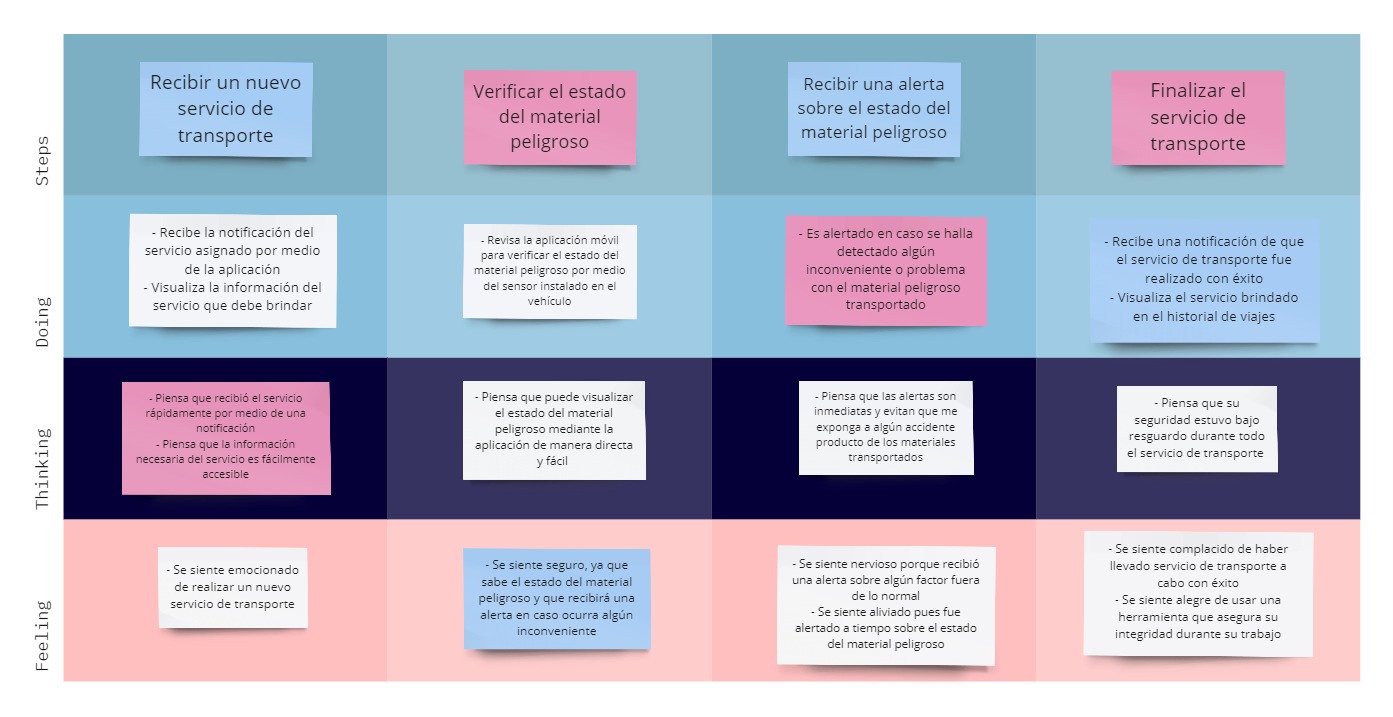 Steps
Recibir un nuevo
servicio de
transporte
Verificar el estado
del material
peligroso
Recibir una alerta
sobre el estado del
material peligroso
Finalizar el
servicio de
transporte
Doing
- Recibe la notificación del
servicio asignado por medio
de la aplicación
- Visualiza la información del
servicio que debe brindar
- Revisa la aplicación móvil
para verificar el estado del
material peligroso por medio
del sensor instalado en el
vehículo
- Es alertado en caso se halla
detectado algún
inconveniente o problema
con el material peligroso
transportado
- Recibe una notificación de que
el servicio de transporte fue
realizado con éxito
- Visualiza el servicio brindado
en el historial de viajes
Thinking
- Piensa que recibió el servicio
rápidamente por medio de una
notificación
- Piensa que la información
necesaria del servicio es fácilmente
accesible
- Piensa que puede visualizar
el estado del material
peligroso mediante la
aplicación de manera directa
y fácil
- Piensa que las alertas son
inmediatas y evitan que me
exponga a algún accidente
producto de los materiales
transportados
- Piensa que su
seguridad estuvo bajo
resguardo durante todo
el servicio de transporte
Feeling
- Se siente emocionado
de realizar un nuevo
servicio de transporte
- Se siente seguro, ya que
sabe el estado del material
peligroso y que recibirá una
alerta en caso ocurra algún
inconveniente
- Se siente nervioso porque recibió
una alerta sobre algún factor fuera
de lo normal
- Se siente aliviado pues fue
alertado a tiempo sobre el estado
del material peligroso
- Se siente complacido de haber
llevado servicio de transporte a
cabo con éxito
- Se siente alegre de usar una
herramienta que asegura su
integridad durante su trabajo